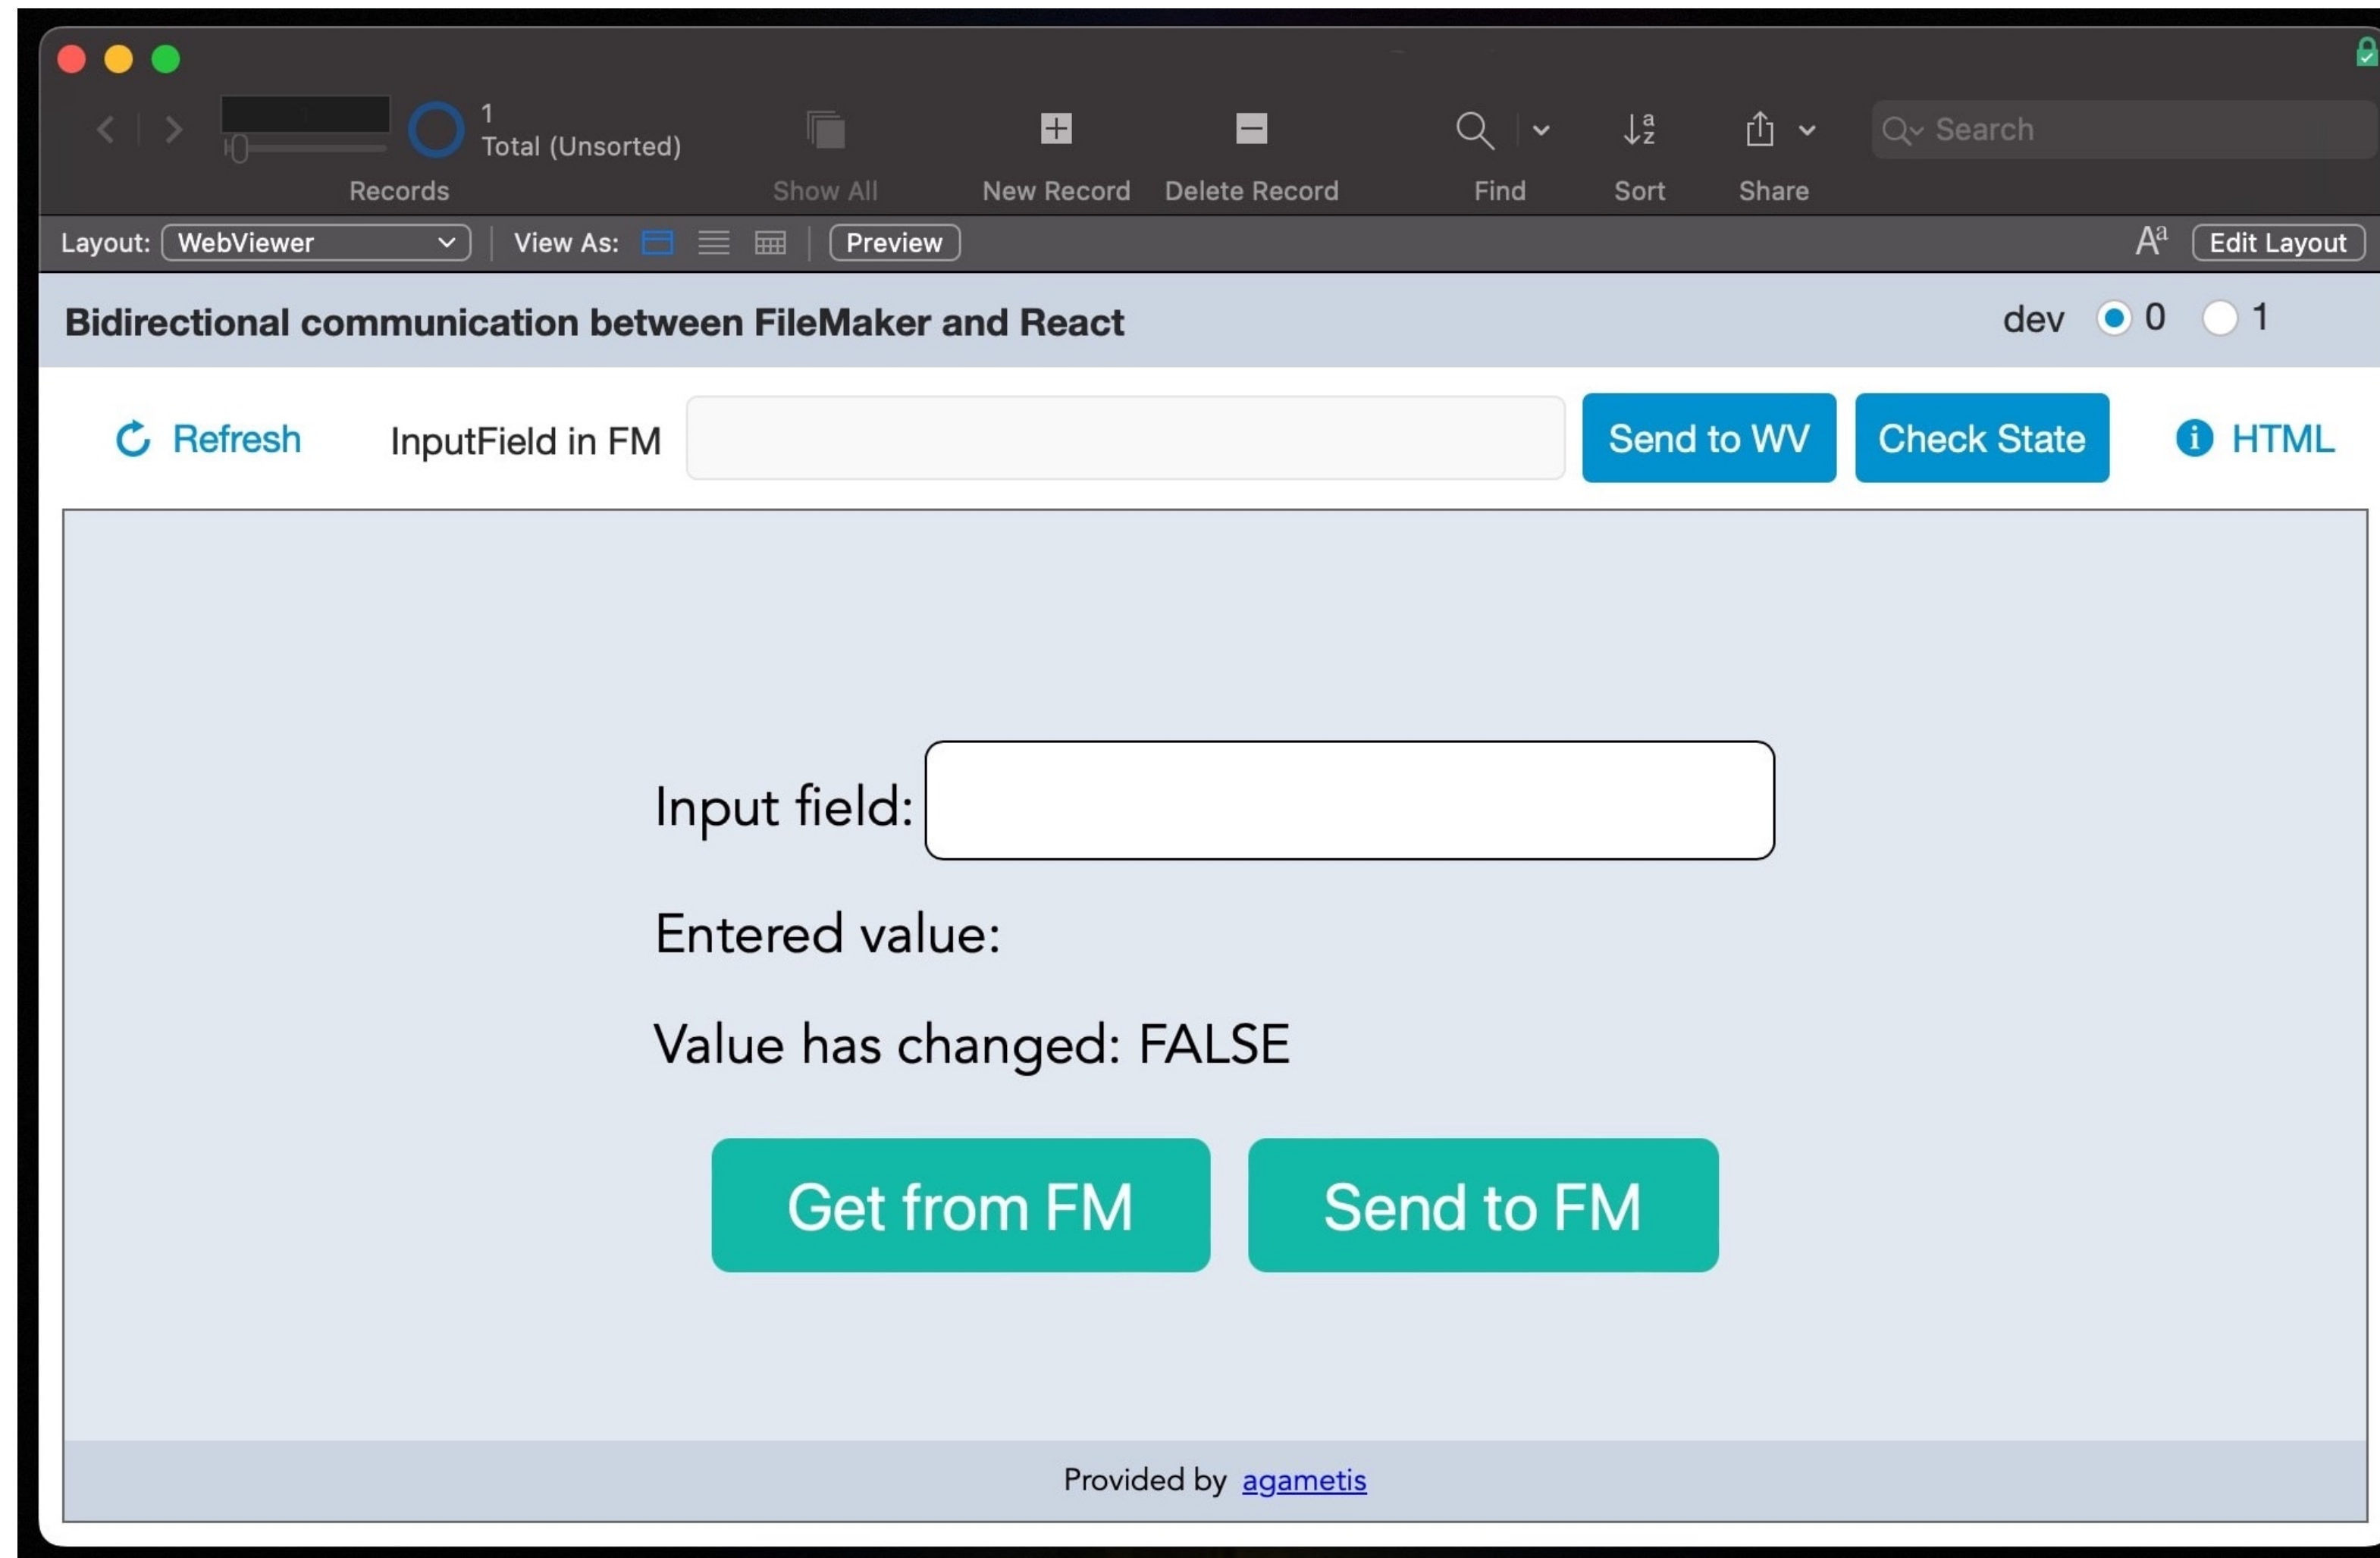 1
Total (Unsorted)
Records
Show All
New Record
Delete Record
Find
Sort
Share
Search
Layout: WebViewer
View As:
Preview
Aa
Edit Layout
Bidirectional communication between FileMaker and React
dev 0 1
Refresh
InputField in FM
Send to WV
Check State
HTML
Input field:
Entered value:
Value has changed: FALSE
Get from FM
Send to FM
Provided by agametis